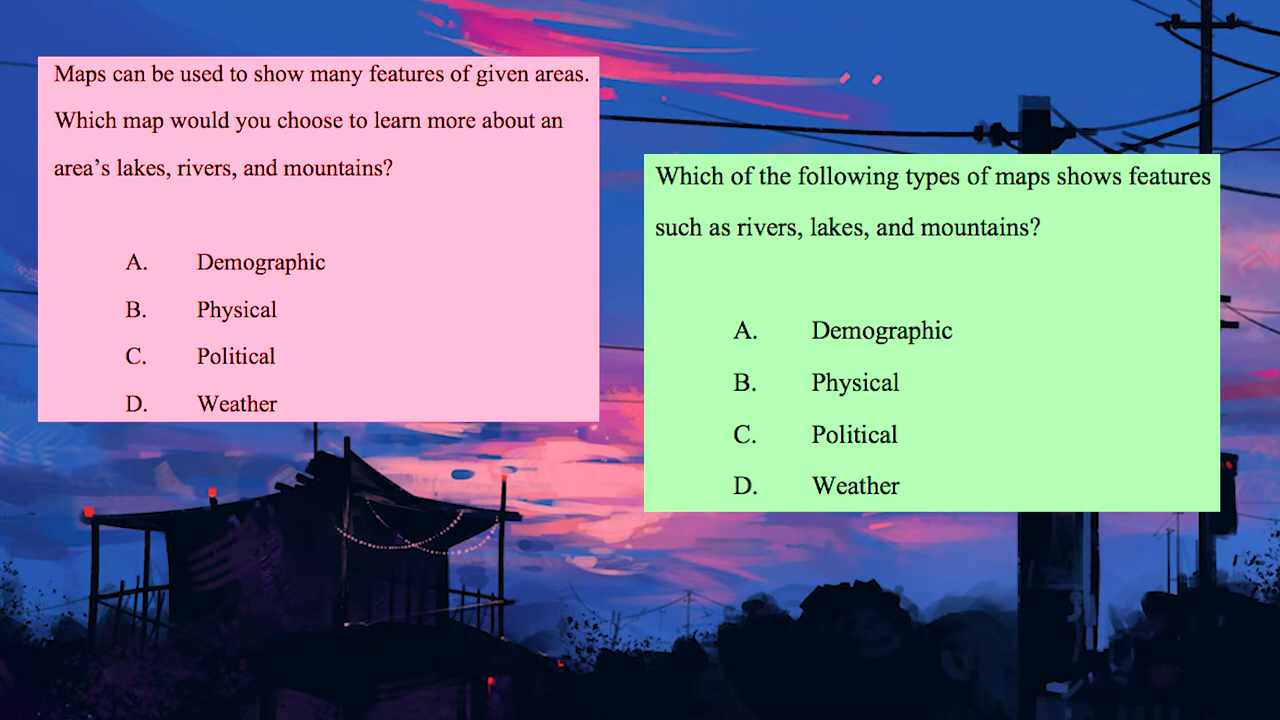 Maps can be used to show many features of given areas.
Which map would you choose to learn more about an
area’s lakes, rivers, and mountains?
A. Demographic
B. Physical
C. Political
D. Weather
Which of the following types of maps shows features
such as rivers, lakes, and mountains?
A. Demographic
B. Physical
C. Political
D. Weather